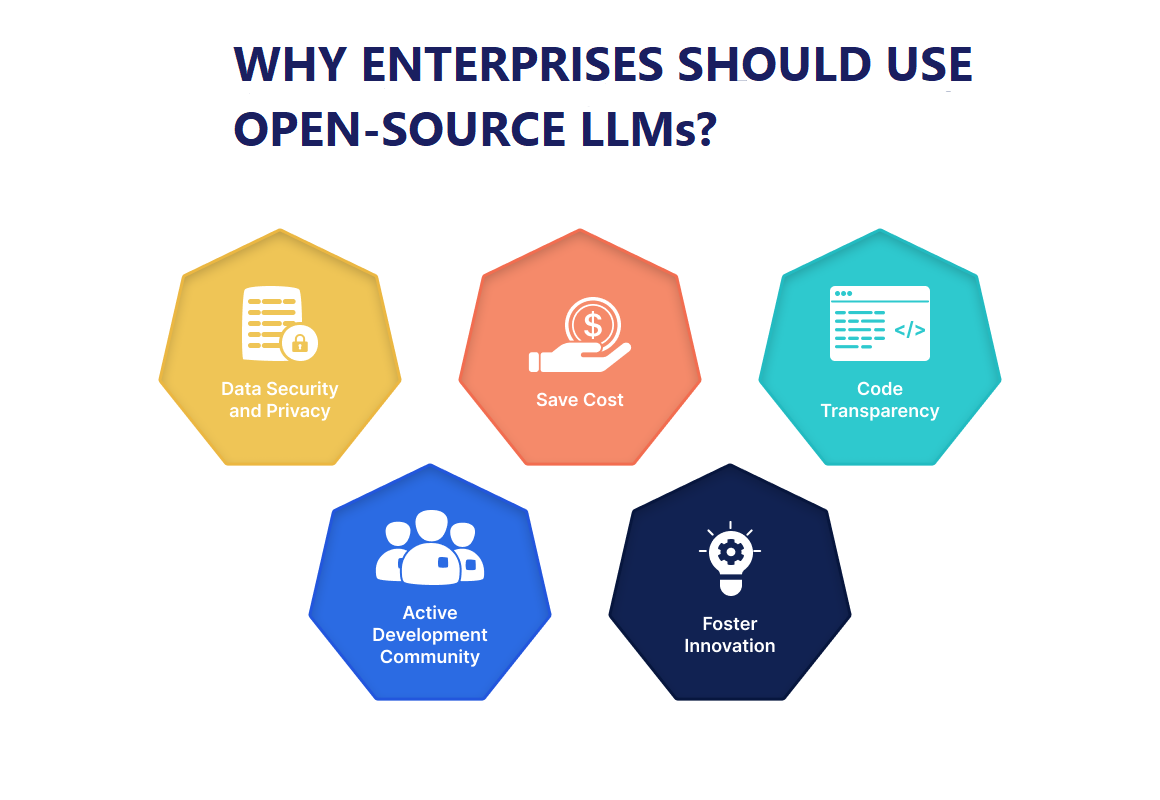 WHY ENTERPRISES SHOULD USE
OPEN-SOURCE LLMs?
Data Security
and Privacy
$
Save Cost
</>
Code
Transparency
Active
Development
Community
Foster
Innovation